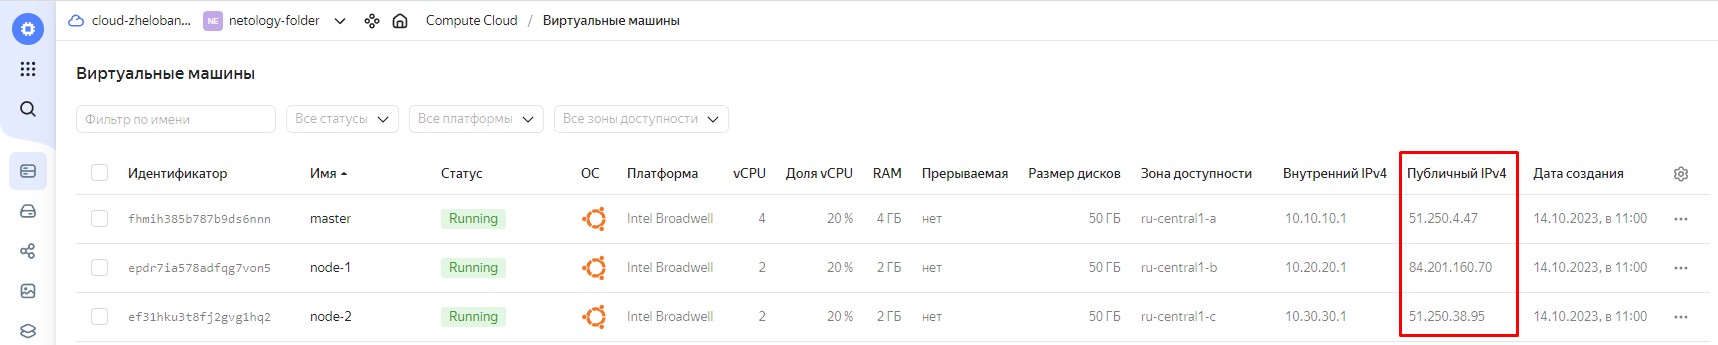 cloud-zheloban... NE netology-folder Compute Cloud / Виртуальные машины
Виртуальные машины
Фильтр по имени Все статусы Все платформы Все зоны доступности
Идентификатор Имя Статус ОС Платформа vCPU Доля vCPU RAM Прерываемая Размер дисков Зона доступности Внутренний IPv4 Публичный IPv4 Дата создания
fhmih385b787b9ds6nnn master Running Intel Broadwell 4 20 % 4 ГБ нет 50 ГБ ru-central1-a 10.10.10.1 51.250.4.47 14.10.2023, в 11:00
epdr7ia578adfqg7von5 node-1 Running Intel Broadwell 2 20 % 2 ГБ нет 50 ГБ ru-central1-b 10.20.20.1 84.201.160.70 14.10.2023, в 11:00
ef31hku3t8fj2gvg1hq2 node-2 Running Intel Broadwell 2 20 % 2 ГБ нет 50 ГБ ru-central1-c 10.30.30.1 51.250.38.95 14.10.2023, в 11:00